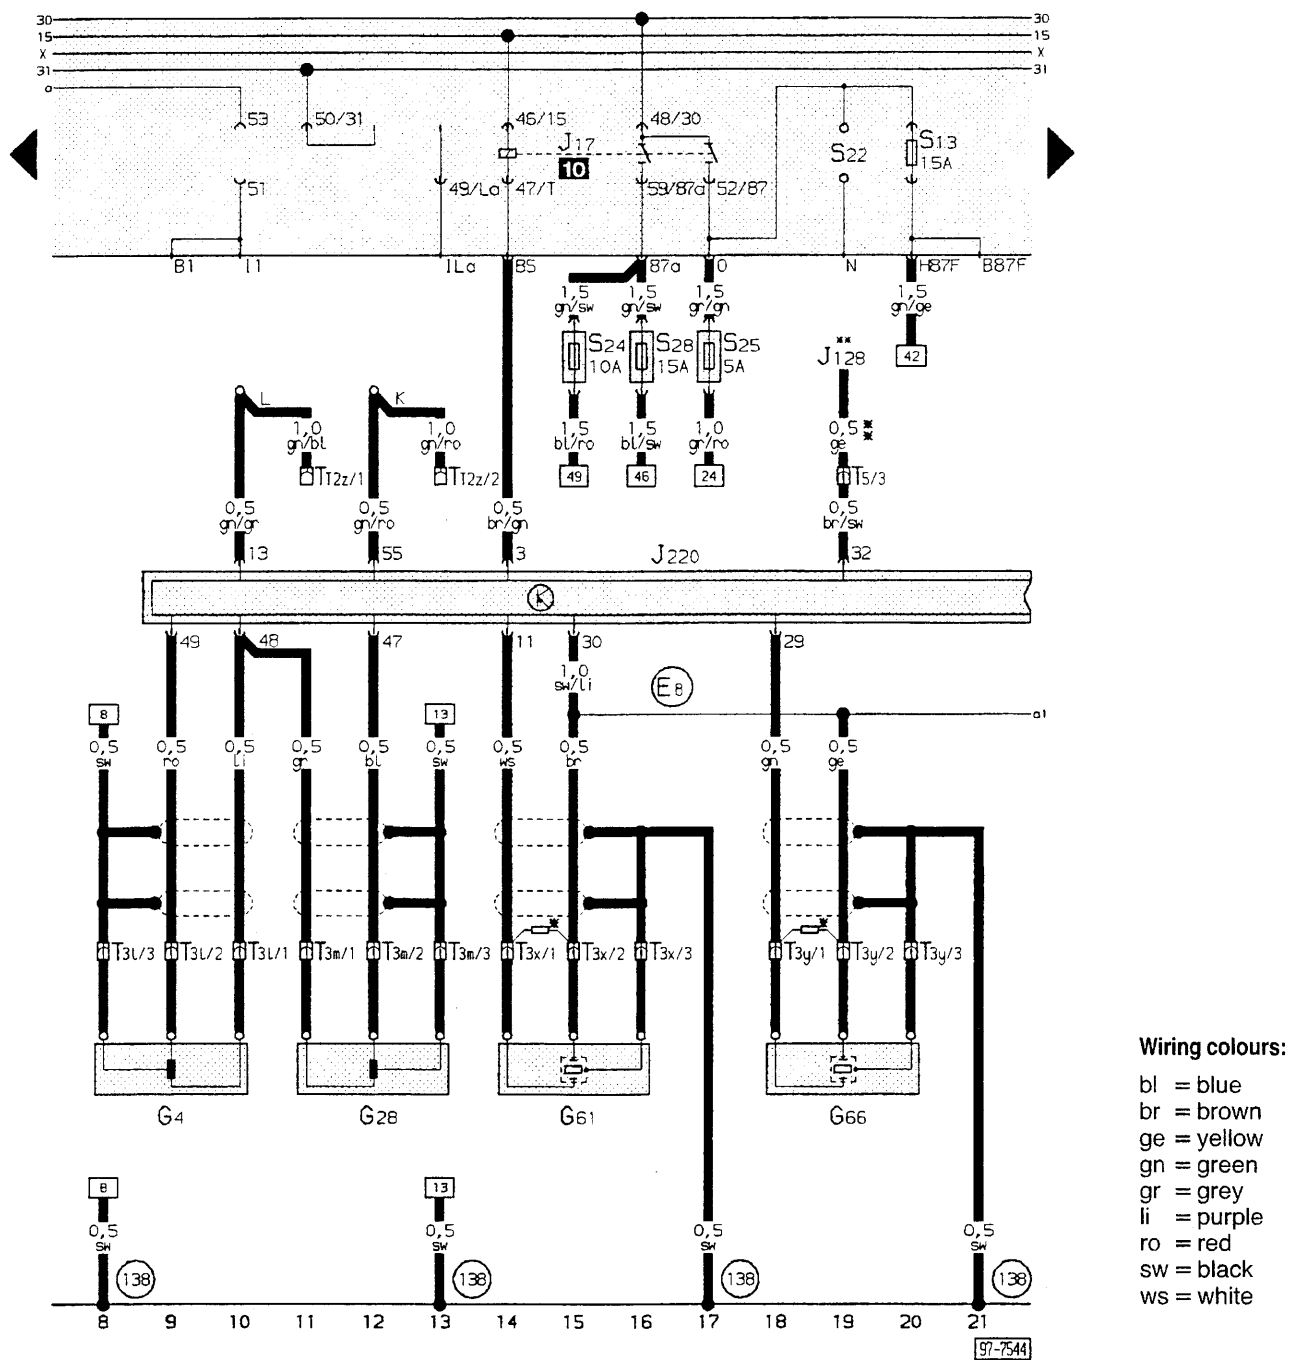 30 30
15 15
X X
31 31
a
53 50/31 46/15 48/30
J17 S22 S13
10 15A
51 49/La 47/T 59/87a 52/87
B1 I1 ILa B5 87a O N H87F B87F
1,5 1,5 1,5 1,5
gn/sw gn/sw gr/gn gn/ge
S24 S28 S25 J128** 42
10A 15A 5A
L K
1,0 1,0 1,5 1,5 1,0 0,5 **
gn/bl gn/ro bl/ro bl/sw gr/ro ge
T12z/1 T12z/2 49 46 24 T5/3
0,5 0,5 0,5 0,5
gn/gr gn/ro br/gn br/sw
13 55 3 J220 32
K
49 48 47 11 30 29
1,0
sw/li E8
8 13 a1
0,5 0,5 0,5 0,5 0,5 0,5 0,5 0,5 0,5
sw ro li gr bl sw ws br gn ge
* *
T3l/3 T3l/2 T3l/1 T3m/1 T3m/2 T3m/3 T3x/1 T3x/2 T3x/3 T3y/1 T3y/2 T3y/3
G4 G28 G61 G66
8 13
0,5 0,5 0,5 0,5
sw sw sw sw
138 138 138 138
8 9 10 11 12 13 14 15 16 17 18 19 20 21
97-7544
Wiring colours:
bl = blue
br = brown
ge = yellow
gn = green
gr = grey
li = purple
ro = red
sw = black
ws = white